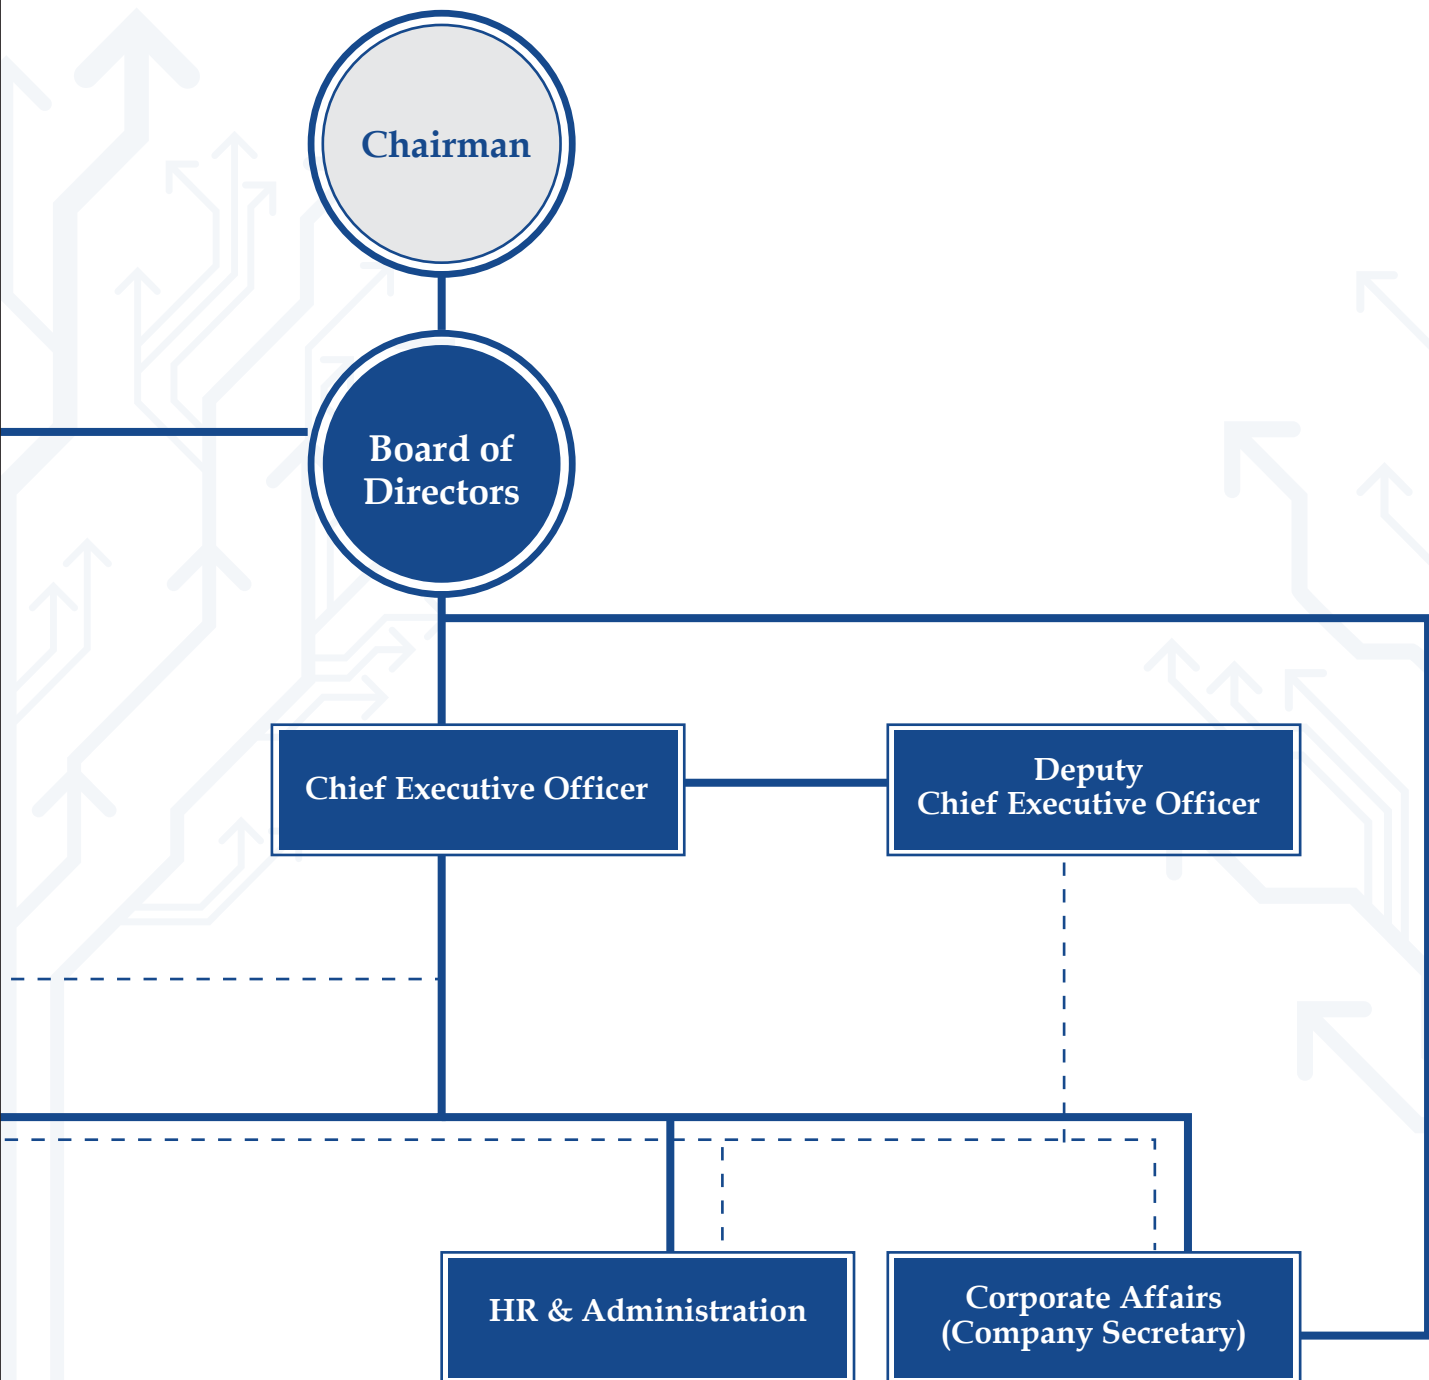 Chairman
Board of
Directors
Chief Executive Officer
Deputy
Chief Executive Officer
HR & Administration
Corporate Affairs
(Company Secretary)